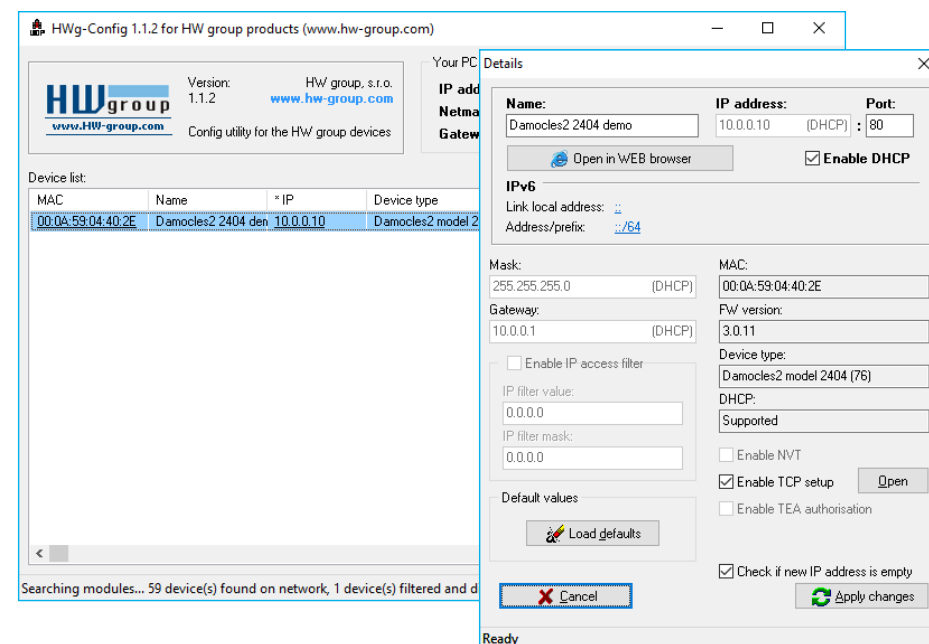 HWg-Config 1.1.2 for HW group products (www.hw-group.com)
HW group
www.HW-group.com
Version: HW group, s.r.o.
1.1.2 www.hw-group.com
Config utility for the HW group devices
Your PC
IP add
Netma
Gatew
Device list:
MAC Name * IP Device type
00:0A:59:04:40:2E Damocles2 2404 den 10.0.0.10 Damocles2 model 2
Searching modules... 59 device(s) found on network, 1 device(s) filtered and d
Details
Name: IP address: Port:
Damocles2 2404 demo 10.0.0.10 (DHCP) : 80
Open in WEB browser Enable DHCP
IPv6
Link local address: ::
Address/prefix: ::/64
Mask: MAC:
255.255.255.0 (DHCP) 00:0A:59:04:40:2E
Gateway: FW version:
10.0.0.1 (DHCP) 3.0.11
Device type:
Enable IP access filter Damocles2 model 2404 (76)
IP filter value: DHCP:
0.0.0.0 Supported
IP filter mask:
0.0.0.0 Enable NVT
Enable TCP setup Open
Default values Enable TEA authorisation
Load defaults
Check if new IP address is empty
Cancel Apply changes
Ready